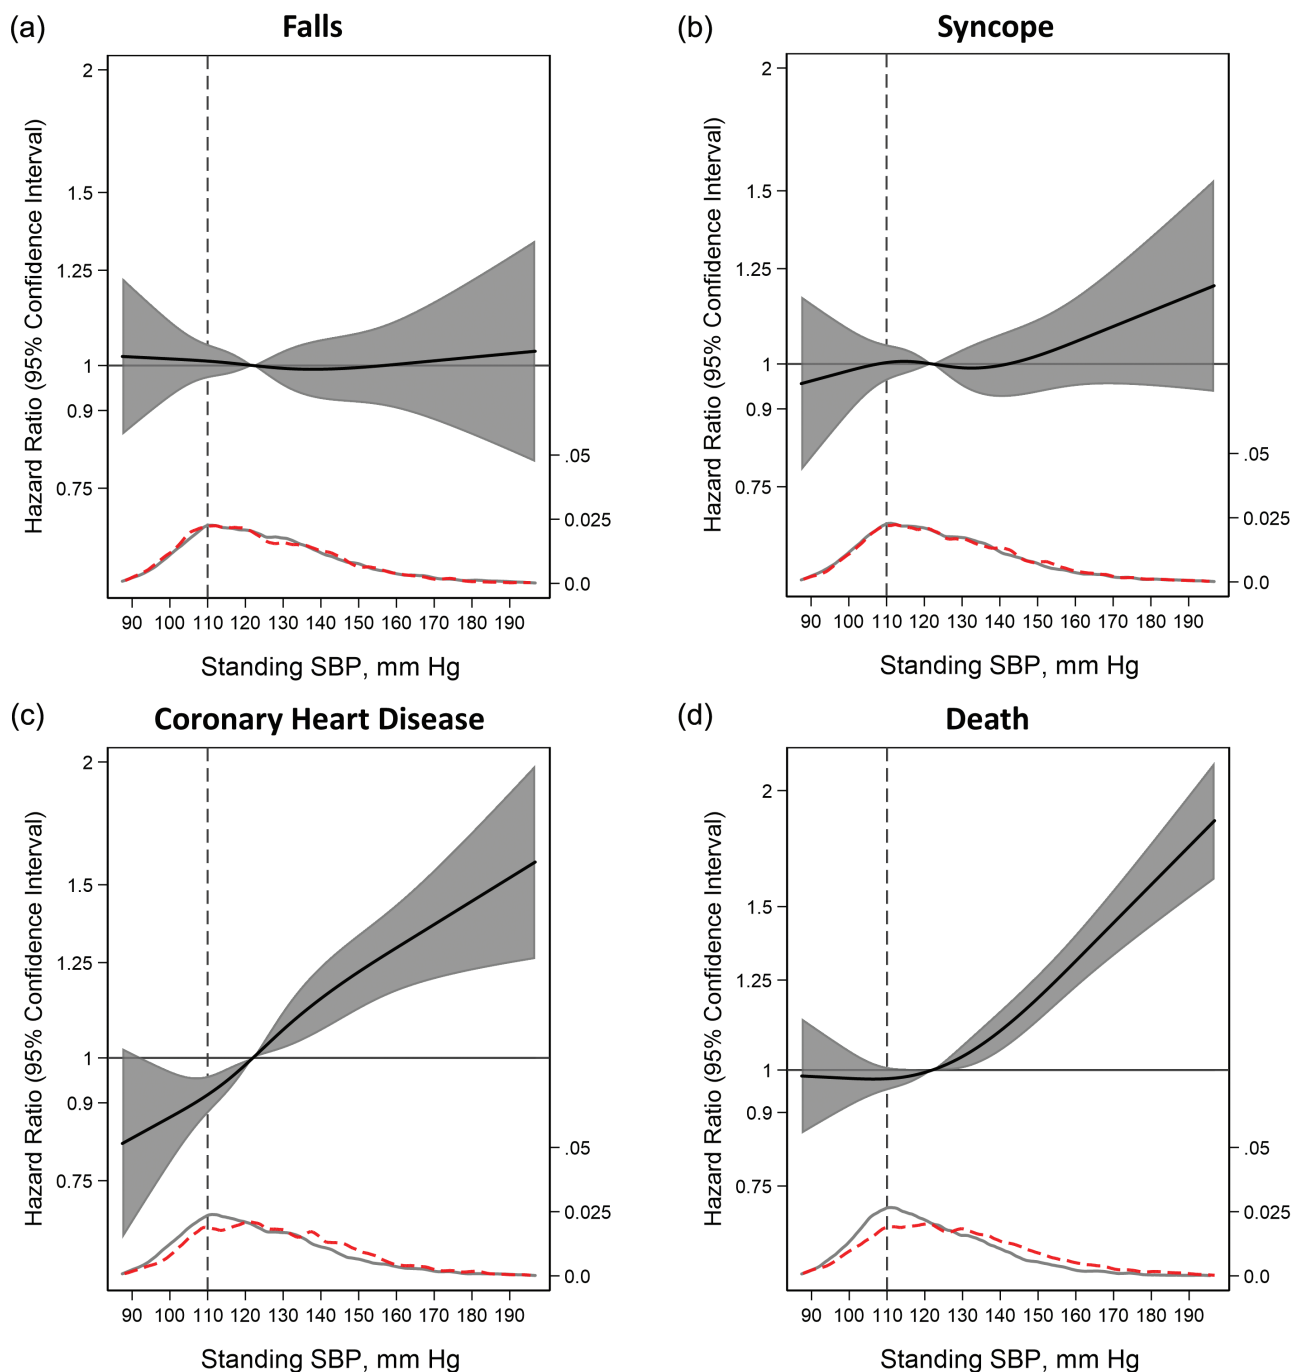 (a) Falls
Hazard Ratio (95% Confidence Interval)
2
1.5
1.25
1
0.9
0.75
.05
0.025
0.0
90 100 110 120 130 140 150 160 170 180 190
Standing SBP, mm Hg
(b) Syncope
Hazard Ratio (95% Confidence Interval)
2
1.5
1.25
1
0.9
0.75
.05
0.025
0.0
90 100 110 120 130 140 150 160 170 180 190
Standing SBP, mm Hg
(c) Coronary Heart Disease
Hazard Ratio (95% Confidence Interval)
2
1.5
1.25
1
0.9
0.75
.05
0.025
0.0
90 100 110 120 130 140 150 160 170 180 190
Standing SBP, mm Hg
(d) Death
Hazard Ratio (95% Confidence Interval)
2
1.5
1.25
1
0.9
0.75
.05
0.025
0.0
90 100 110 120 130 140 150 160 170 180 190
Standing SBP, mm Hg